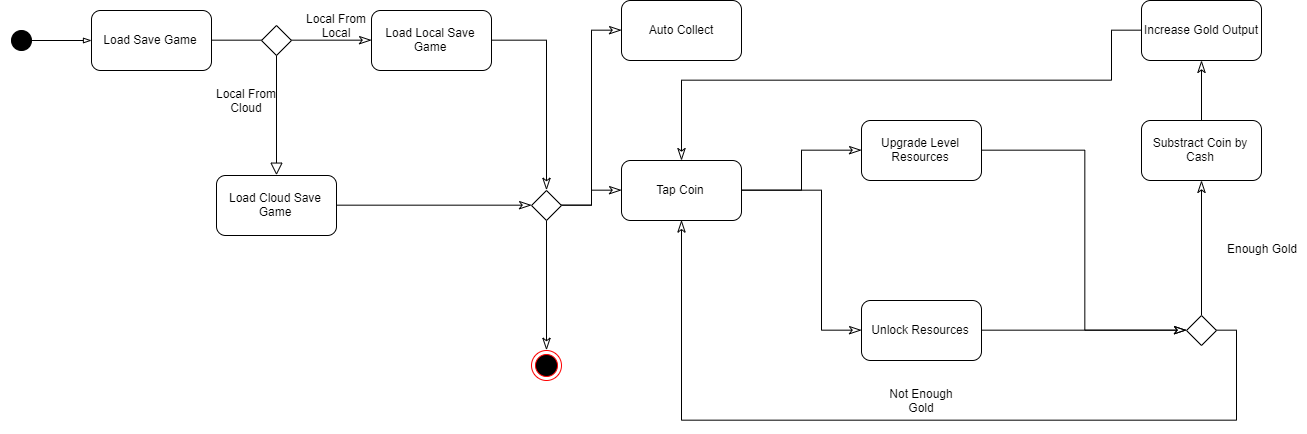 Load Save Game
Local From
Local
Load Local Save
Game
Auto Collect
Increase Gold Output
Local From
Cloud
Upgrade Level
Resources
Substract Coin by
Cash
Load Cloud Save
Game
Tap Coin
Enough Gold
Unlock Resources
Not Enough
Gold